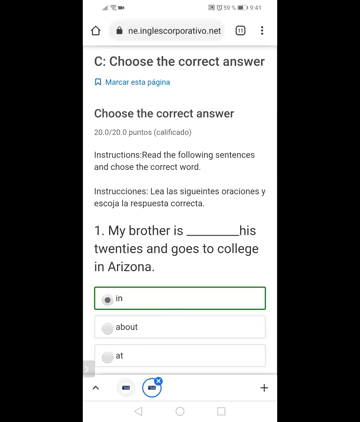 59 % 9:41
ne.inglescorporativo.net
C: Choose the correct answer
Marcar esta página
Choose the correct answer
20.0/20.0 puntos (calificado)
Instructions:Read the following sentences
and chose the correct word.
Instrucciones: Lea las sigueintes oraciones y
escoja la respuesta correcta.
1. My brother is ________his
twenties and goes to college
in Arizona.
in
about
at